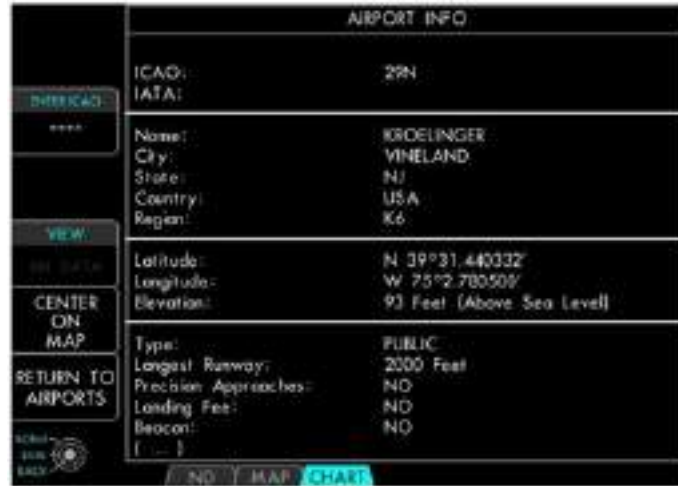 AIRPORT INFO
ICAO: 29N
IATA:
ENTER ICAO
****
Name: KROELINGER
City: VINELAND
State: NJ
Country: USA
Region: K6
VIEW
Latitude: N 39°31.440332'
Longitude: W 75°2.780500'
Elevation: 93 Feet (Above Sea Level)
CENTER
ON
MAP
Type: PUBLIC
Longest Runway: 2000 Feet
Precision Approaches: NO
Landing Fee: NO
Beacon: NO
( ... )
RETURN TO
AIRPORTS
BACK
ND MAP CHART